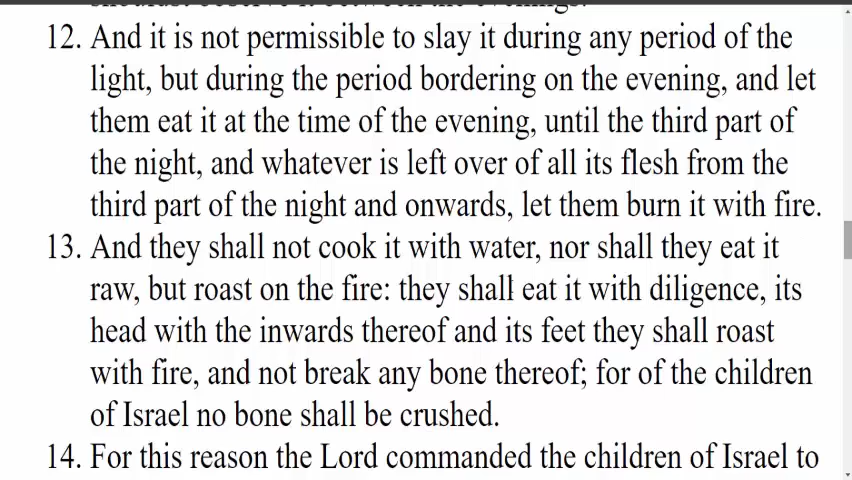 12. And it is not permissible to slay it during any period of the
light, but during the period bordering on the evening, and let
them eat it at the time of the evening, until the third part of
the night, and whatever is left over of all its flesh from the
third part of the night and onwards, let them burn it with fire.
13. And they shall not cook it with water, nor shall they eat it
raw, but roast on the fire: they shall eat it with diligence, its
head with the inwards thereof and its feet they shall roast
with fire, and not break any bone thereof; for of the children
of Israel no bone shall be crushed.
14. For this reason the Lord commanded the children of Israel to